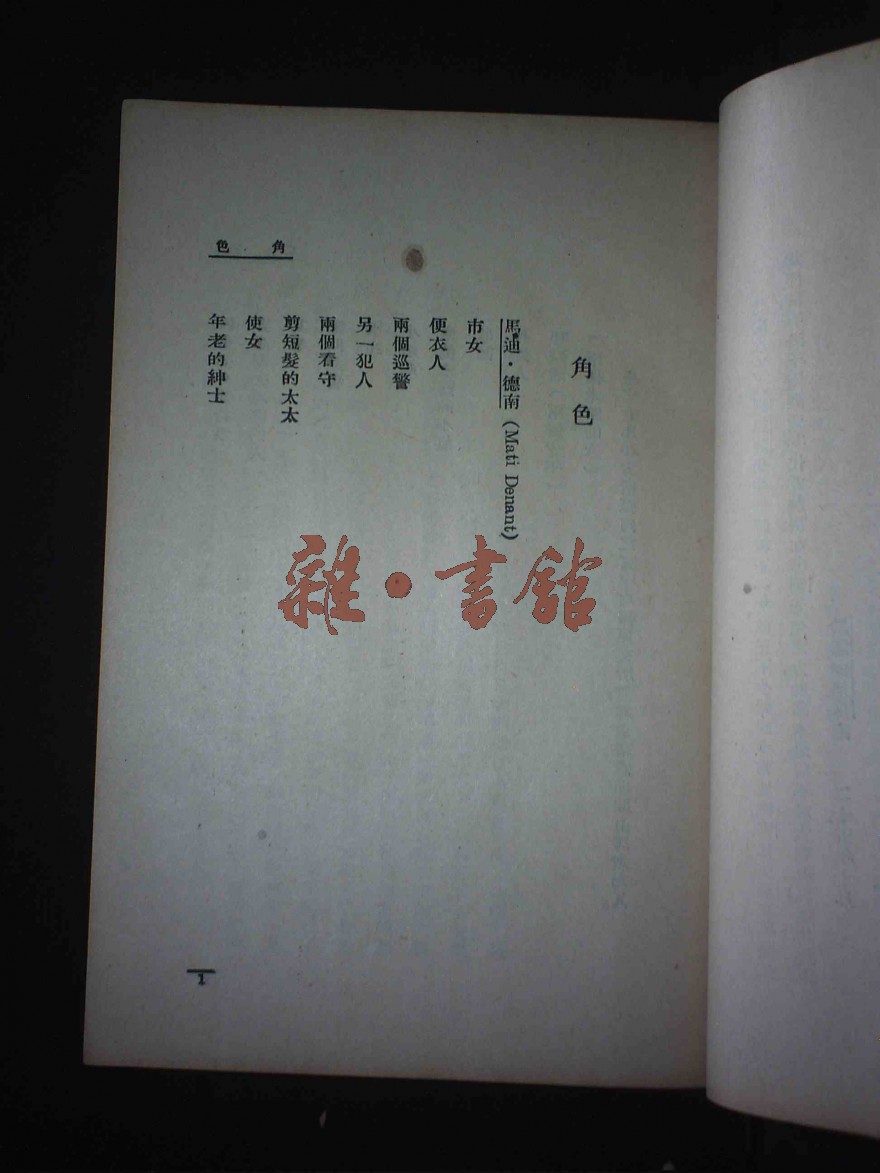 角色
馬迪·德南 (Mati Denant)
市女
便衣人
兩個巡警
另一犯人
兩個看守
剪短髮的太太
使女
年老的紳士
角色
1
雜·書館